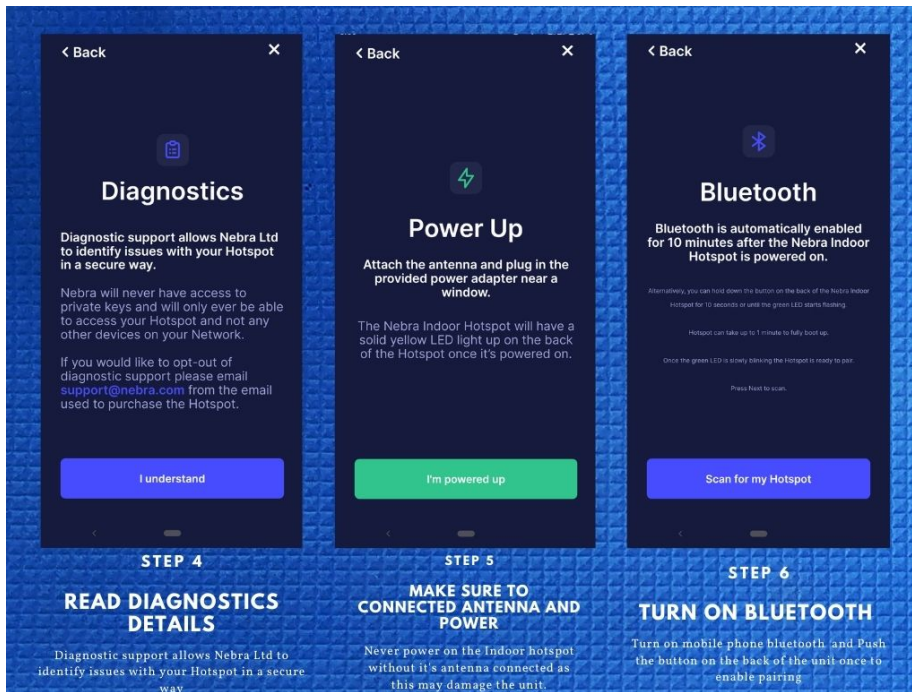 < Back
×
Diagnostics
Diagnostic support allows Nebra Ltd
to identify issues with your Hotspot
in a secure way.
Nebra will never have access to
private keys and will only ever be able
to access your Hotspot and not any
other devices on your Network.
If you would like to opt-out of
diagnostic support please email
support@nebra.com from the email
used to purchase the Hotspot.
I understand
STEP 4
READ DIAGNOSTICS
DETAILS
Diagnostic support allows Nebra Ltd to
identify issues with your Hotspot in a secure
way
< Back
×
Power Up
Attach the antenna and plug in the
provided power adapter near a
window.
The Nebra Indoor Hotspot will have a
solid yellow LED light up on the back
of the Hotspot once it's powered on.
I'm powered up
STEP 5
MAKE SURE TO
CONNECTED ANTENNA AND
POWER
Never power on the Indoor hotspot
without it's antenna connected as
this may damage the unit.
< Back
×
Bluetooth
Bluetooth is automatically enabled
for 10 minutes after the Nebra Indoor
Hotspot is powered on.
Alternatively, you can hold down the button on the back of the Nebra Indoor
Hotspot for 10 seconds or until the green LED starts flashing.
Hotspot can take up to 1 minute to fully boot up.
Once the green LED is slowly blinking the Hotspot is ready to pair.
Press Next to scan.
Scan for my Hotspot
STEP 6
TURN ON BLUETOOTH
Turn on mobile phone bluetooth and Push
the button on the back of the unit once to
enable pairing